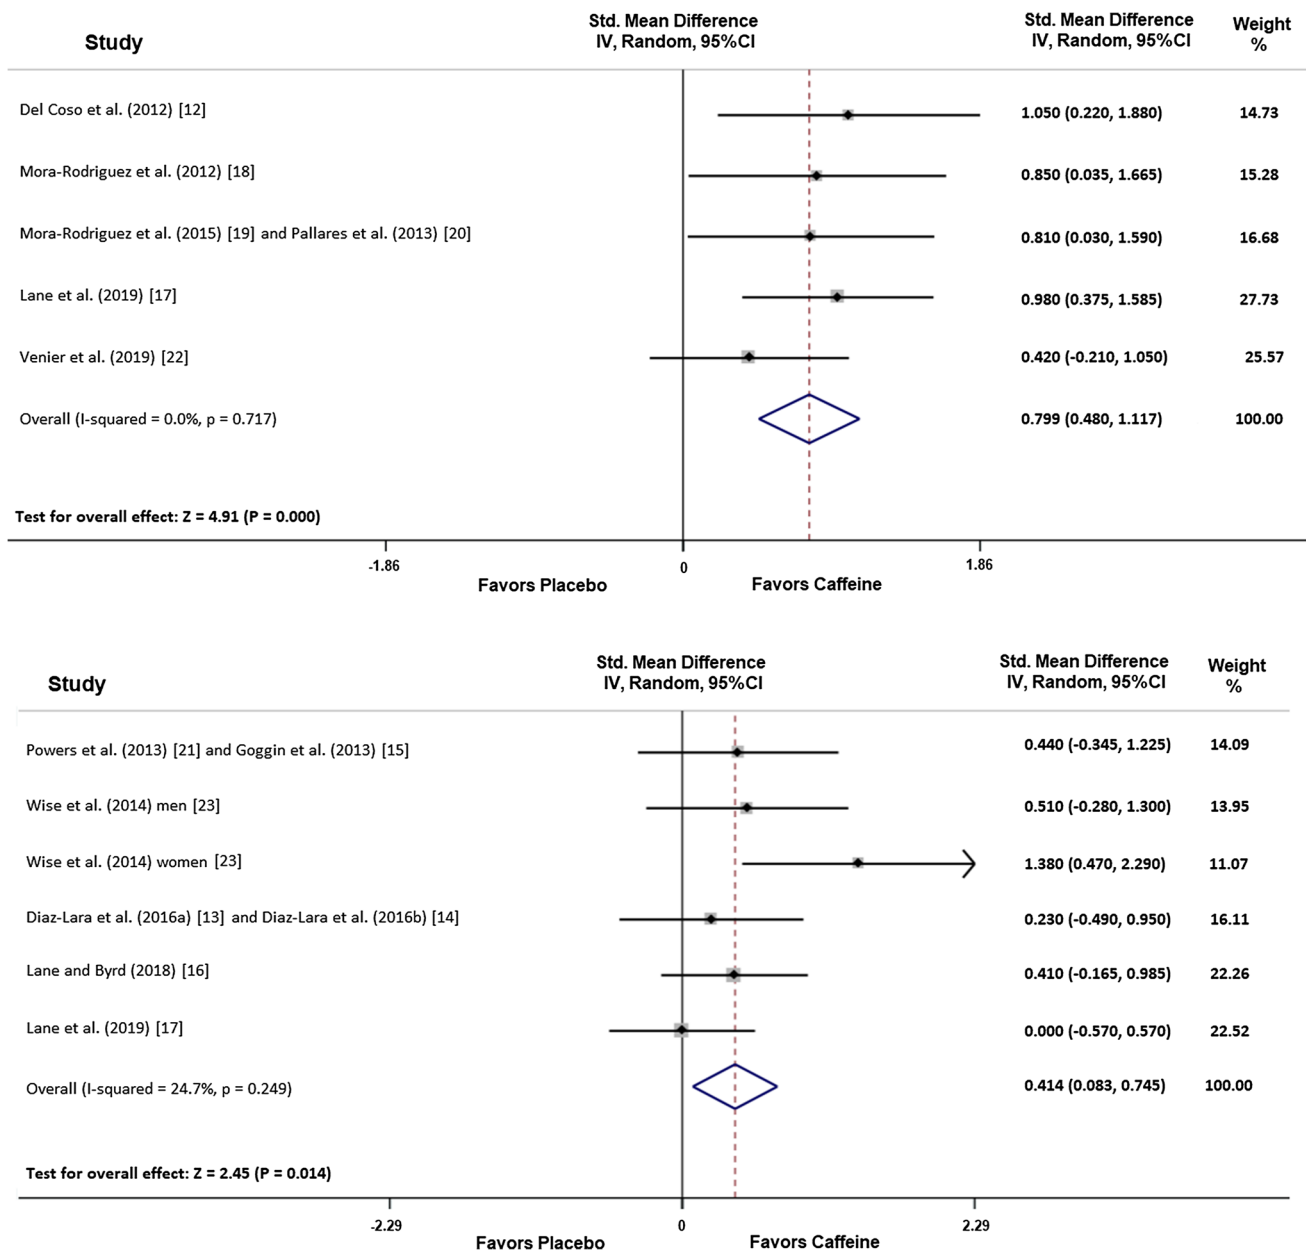 Study
Std. Mean Difference
IV, Random, 95%CI
Std. Mean Difference
IV, Random, 95%CI
Weight
%
Del Coso et al. (2012) [12] 1.050 (0.220, 1.880) 14.73
Mora-Rodriguez et al. (2012) [18] 0.850 (0.035, 1.665) 15.28
Mora-Rodriguez et al. (2015) [19] and Pallares et al. (2013) [20] 0.810 (0.030, 1.590) 16.68
Lane et al. (2019) [17] 0.980 (0.375, 1.585) 27.73
Venier et al. (2019) [22] 0.420 (-0.210, 1.050) 25.57
Overall (I-squared = 0.0%, p = 0.717) 0.799 (0.480, 1.117) 100.00
Test for overall effect: Z = 4.91 (P = 0.000)
-1.86 0 1.86
Favors Placebo Favors Caffeine
Study
Std. Mean Difference
IV, Random, 95%CI
Std. Mean Difference
IV, Random, 95%CI
Weight
%
Powers et al. (2013) [21] and Goggin et al. (2013) [15] 0.440 (-0.345, 1.225) 14.09
Wise et al. (2014) men [23] 0.510 (-0.280, 1.300) 13.95
Wise et al. (2014) women [23] 1.380 (0.470, 2.290) 11.07
Diaz-Lara et al. (2016a) [13] and Diaz-Lara et al. (2016b) [14] 0.230 (-0.490, 0.950) 16.11
Lane and Byrd (2018) [16] 0.410 (-0.165, 0.985) 22.26
Lane et al. (2019) [17] 0.000 (-0.570, 0.570) 22.52
Overall (I-squared = 24.7%, p = 0.249) 0.414 (0.083, 0.745) 100.00
Test for overall effect: Z = 2.45 (P = 0.014)
-2.29 0 2.29
Favors Placebo Favors Caffeine